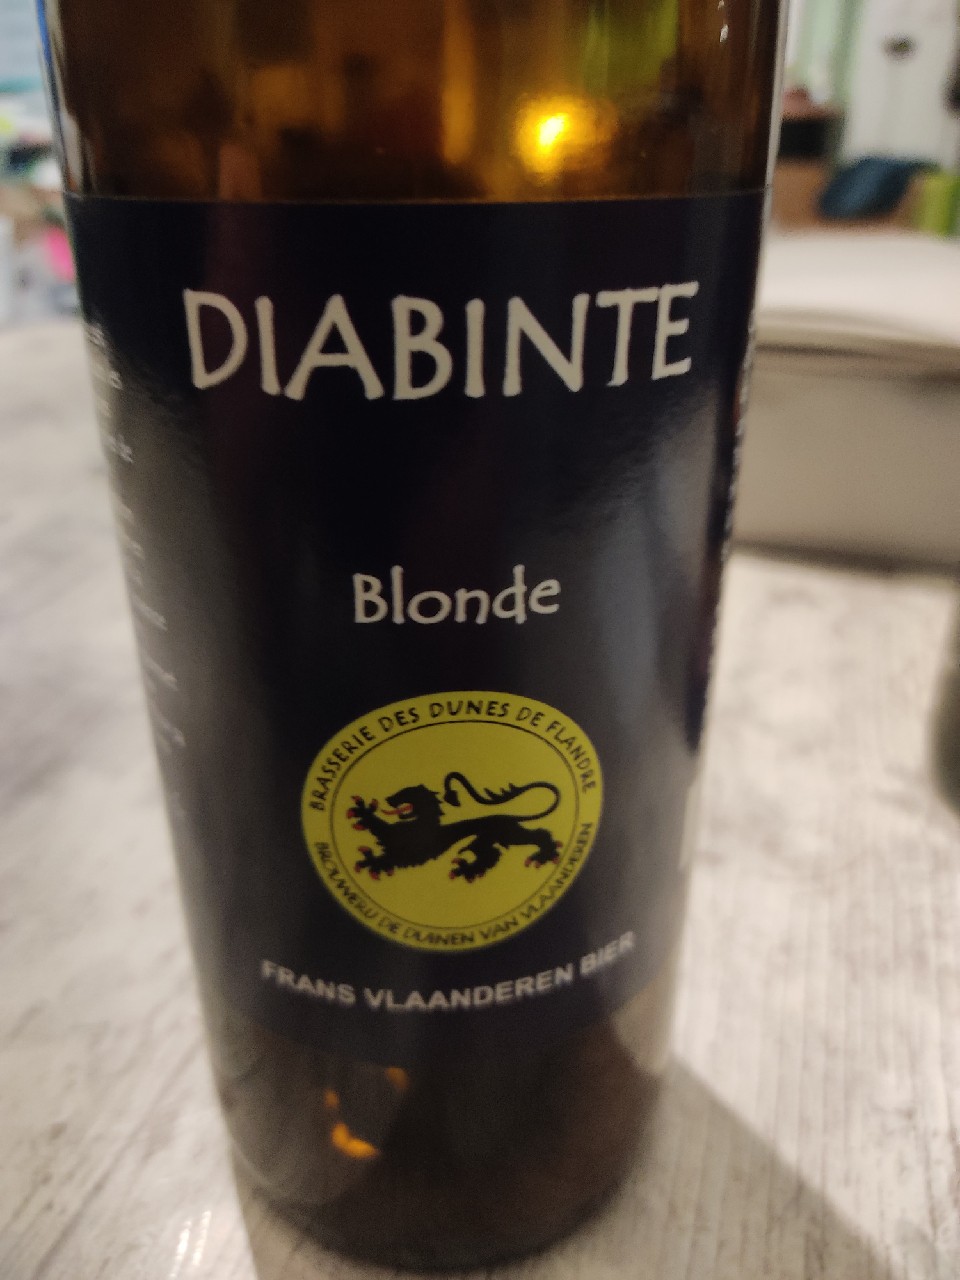 DIABINTE
Blonde
BRASSERIE DES DUNES DE FLANDRE
BROUWERIJ DE DUINEN VAN VLAANDEREN
FRANS VLAANDEREN BIER